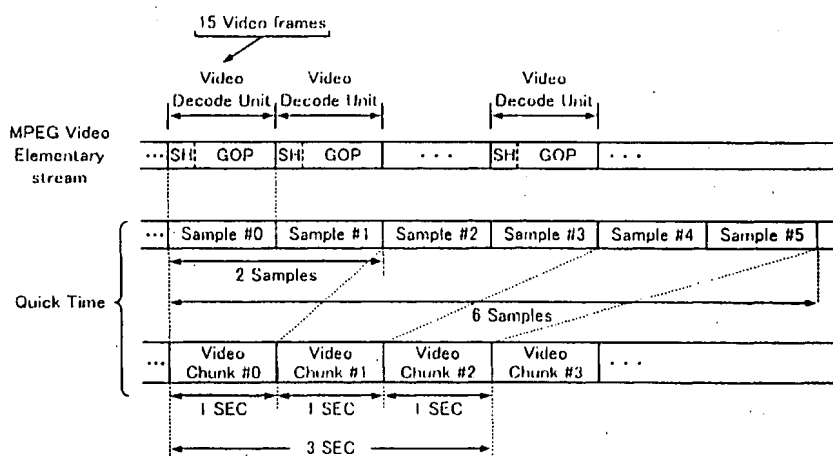 15 Video frames
Video
Decode Unit
Video
Decode Unit
Video
Decode Unit
MPEG Video
Elementary
stream
... SH GOP SH GOP ... SH GOP ...
... Sample #0 Sample #1 Sample #2 Sample #3 Sample #4 Sample #5
2 Samples
Quick Time
6 Samples
... Video
Chunk #0
Video
Chunk #1
Video
Chunk #2
Video
Chunk #3
...
1 SEC 1 SEC 1 SEC
3 SEC